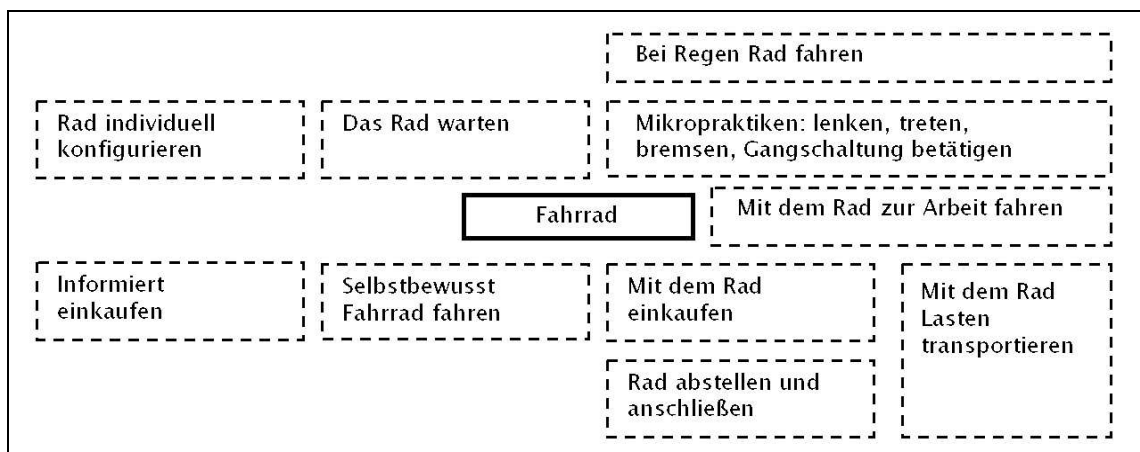 Bei Regen Rad fahren
Rad individuell
konfigurieren
Das Rad warten
Mikropraktiken: lenken, treten,
bremsen, Gangschaltung betätigen
Fahrrad
Mit dem Rad zur Arbeit fahren
Informiert
einkaufen
Selbstbewusst
Fahrrad fahren
Mit dem Rad
einkaufen
Mit dem Rad
Lasten
transportieren
Rad abstellen und
anschließen